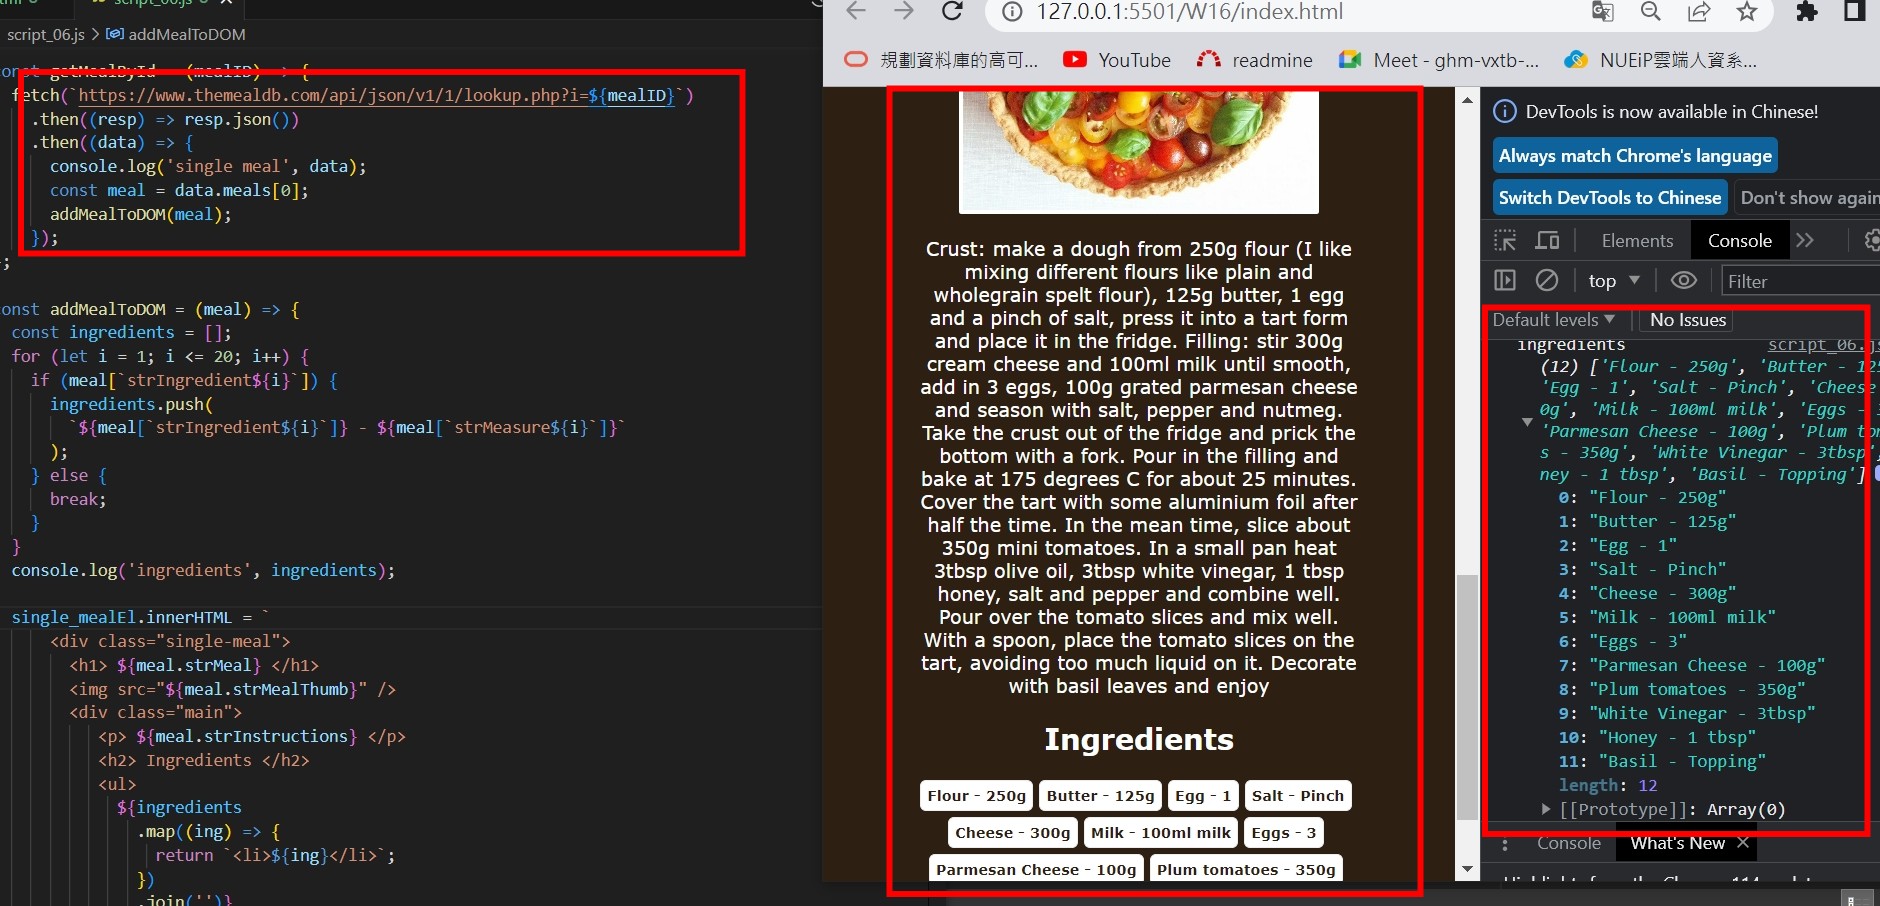 script_06.js
script_06.js > addMealToDOM
const getMealById = (mealID) => {
fetch(`https://www.themealdb.com/api/json/v1/1/lookup.php?i=${mealID}`)
.then((resp) => resp.json())
.then((data) => {
console.log('single meal', data);
const meal = data.meals[0];
addMealToDOM(meal);
});
;
onst addMealToDOM = (meal) => {
const ingredients = [];
for (let i = 1; i <= 20; i++) {
if (meal[`strIngredient${i}`]) {
ingredients.push(
`${meal[`strIngredient${i}`]} - ${meal[`strMeasure${i}`]}`
);
} else {
break;
}
}
console.log('ingredients', ingredients);
single_mealEl.innerHTML = `
<div class="single-meal">
<h1> ${meal.strMeal} </h1>
<img src="${meal.strMealThumb}" />
<div class="main">
<p> ${meal.strInstructions} </p>
<h2> Ingredients </h2>
<ul>
${ingredients
.map((ing) => {
return `<li>${ing}</li>`;
})
.join('')}
127.0.0.1:5501/W16/index.html
規劃資料庫的高可... YouTube readmine Meet - ghm-vxtb-... NUEiP雲端人資系...
Crust: make a dough from 250g flour (I like
mixing different flours like plain and
wholegrain spelt flour), 125g butter, 1 egg
and a pinch of salt, press it into a tart form
and place it in the fridge. Filling: stir 300g
cream cheese and 100ml milk until smooth,
add in 3 eggs, 100g grated parmesan cheese
and season with salt, pepper and nutmeg.
Take the crust out of the fridge and prick the
bottom with a fork. Pour in the filling and
bake at 175 degrees C for about 25 minutes.
Cover the tart with some aluminium foil after
half the time. In the mean time, slice about
350g mini tomatoes. In a small pan heat
3tbsp olive oil, 3tbsp white vinegar, 1 tbsp
honey, salt and pepper and combine well.
Pour over the tomato slices and mix well.
With a spoon, place the tomato slices on the
tart, avoiding too much liquid on it. Decorate
with basil leaves and enjoy
Ingredients
Flour - 250g Butter - 125g Egg - 1 Salt - Pinch
Cheese - 300g Milk - 100ml milk Eggs - 3
Parmesan Cheese - 100g Plum tomatoes - 350g
DevTools is now available in Chinese!
Always match Chrome's language
Switch DevTools to Chinese Don't show again
Elements Console
top Filter
Default levels No Issues
ingredients script_06.js
(12) ['Flour - 250g', 'Butter - 125
'Egg - 1', 'Salt - Pinch', 'Cheese
0g', 'Milk - 100ml milk', 'Eggs - 3
'Parmesan Cheese - 100g', 'Plum tom
s - 350g', 'White Vinegar - 3tbsp',
ney - 1 tbsp', 'Basil - Topping']
0: "Flour - 250g"
1: "Butter - 125g"
2: "Egg - 1"
3: "Salt - Pinch"
4: "Cheese - 300g"
5: "Milk - 100ml milk"
6: "Eggs - 3"
7: "Parmesan Cheese - 100g"
8: "Plum tomatoes - 350g"
9: "White Vinegar - 3tbsp"
10: "Honey - 1 tbsp"
11: "Basil - Topping"
length: 12
[[Prototype]]: Array(0)
Console What's New